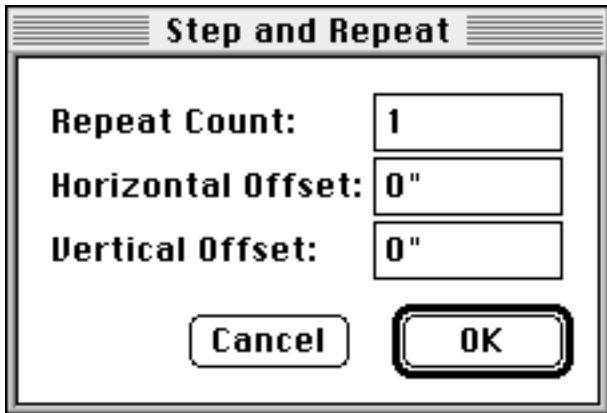 Step and Repeat
Repeat Count: 1
Horizontal Offset: 0"
Vertical Offset: 0"
Cancel OK